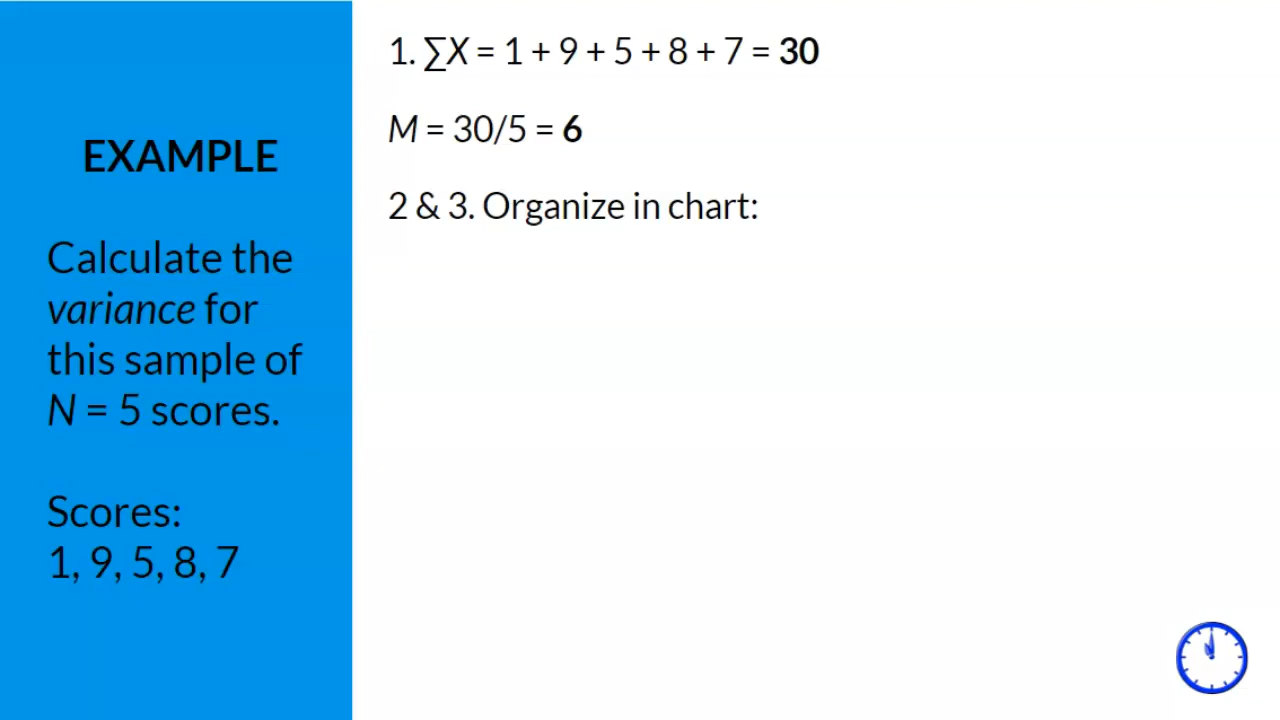 EXAMPLE
Calculate the
variance for
this sample of
N = 5 scores.
Scores:
1, 9, 5, 8, 7
1. ∑X = 1 + 9 + 5 + 8 + 7 = 30
M = 30/5 = 6
2 & 3. Organize in chart: